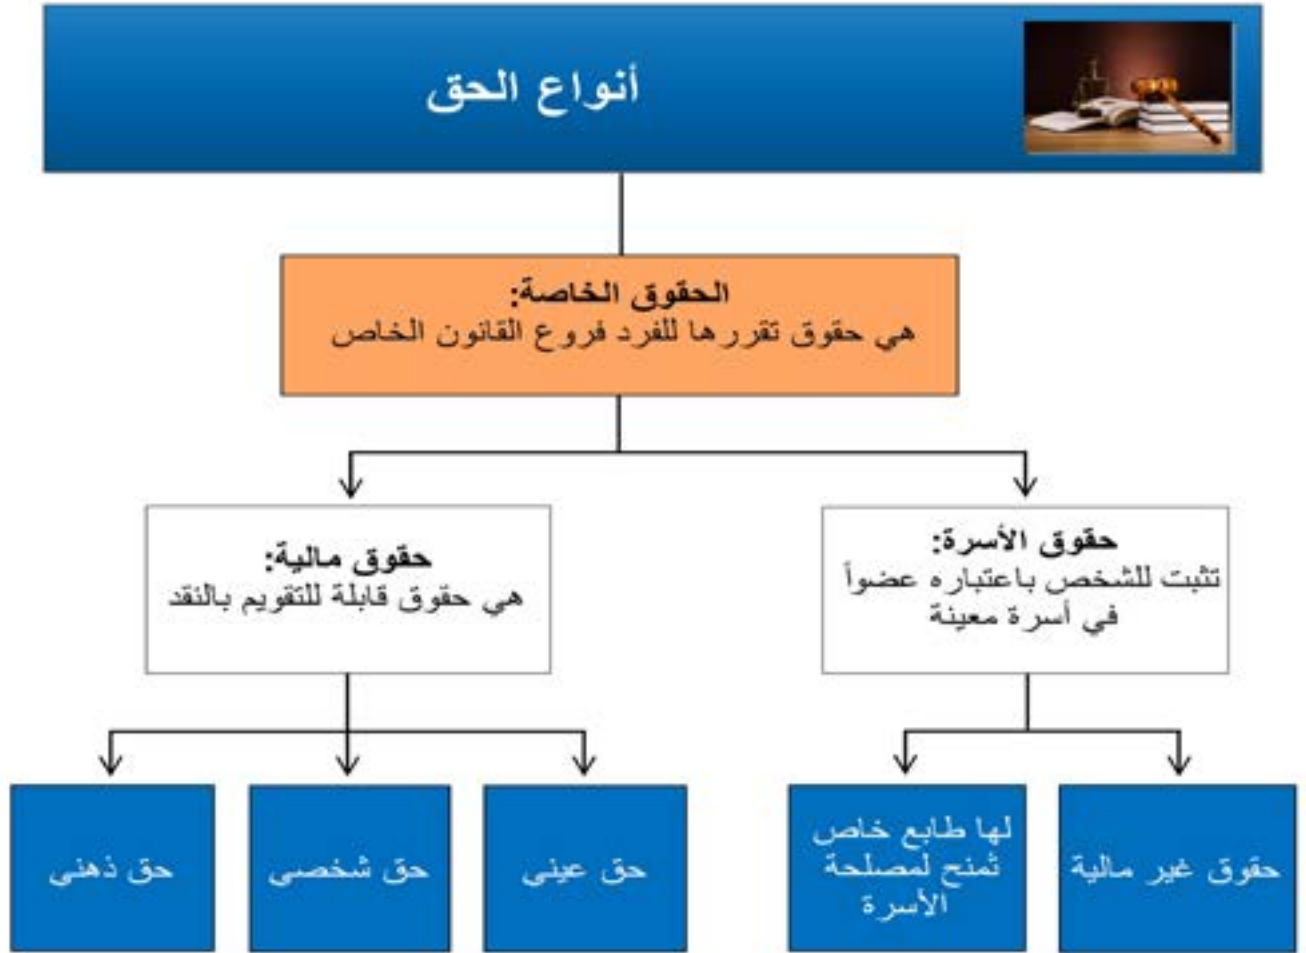 أنواع الحق
الحقوق الخاصة:
هي حقوق تقررها للفرد فروع القانون الخاص
حقوق الأسرة:
تثبت للشخص باعتباره عضواً
في أسرة معينة
حقوق مالية:
هي حقوق قابلة للتقويم بالنقد
حقوق غير مالية
لها طابع خاص
تمنح لمصلحة
الأسرة
حق عيني
حق شخصي
حق ذهني